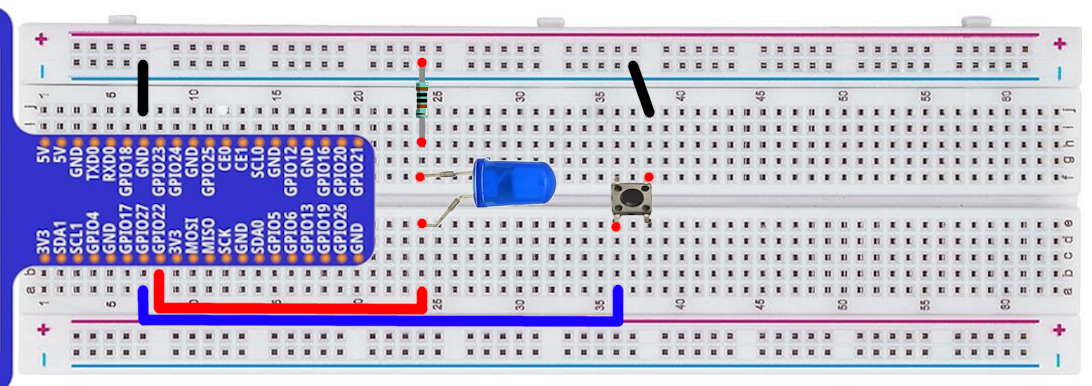 + +
– –
1 5 10 15 20 25 30 35 40 45 50 55 60
j j
i i
h h
g g
f f
5V 5V GND TXD0 RXD0 GPIO18 GND GPIO23 GPIO24 GND GPIO25 CE0 CE1 SCL0 GND GPIO12 GND GPIO16 GPIO20 GPIO21
3V3 SDA1 SCL1 GPIO4 GND GPIO17 GPIO27 GPIO22 3V3 MOSI MISO SCK GND SDA0 GPIO5 GPIO6 GPIO13 GPIO19 GPIO26 GND
e
d
c
b b
a a
1 5 0 15 20 25 30 35 40 45 50 55 60
+ +
– –